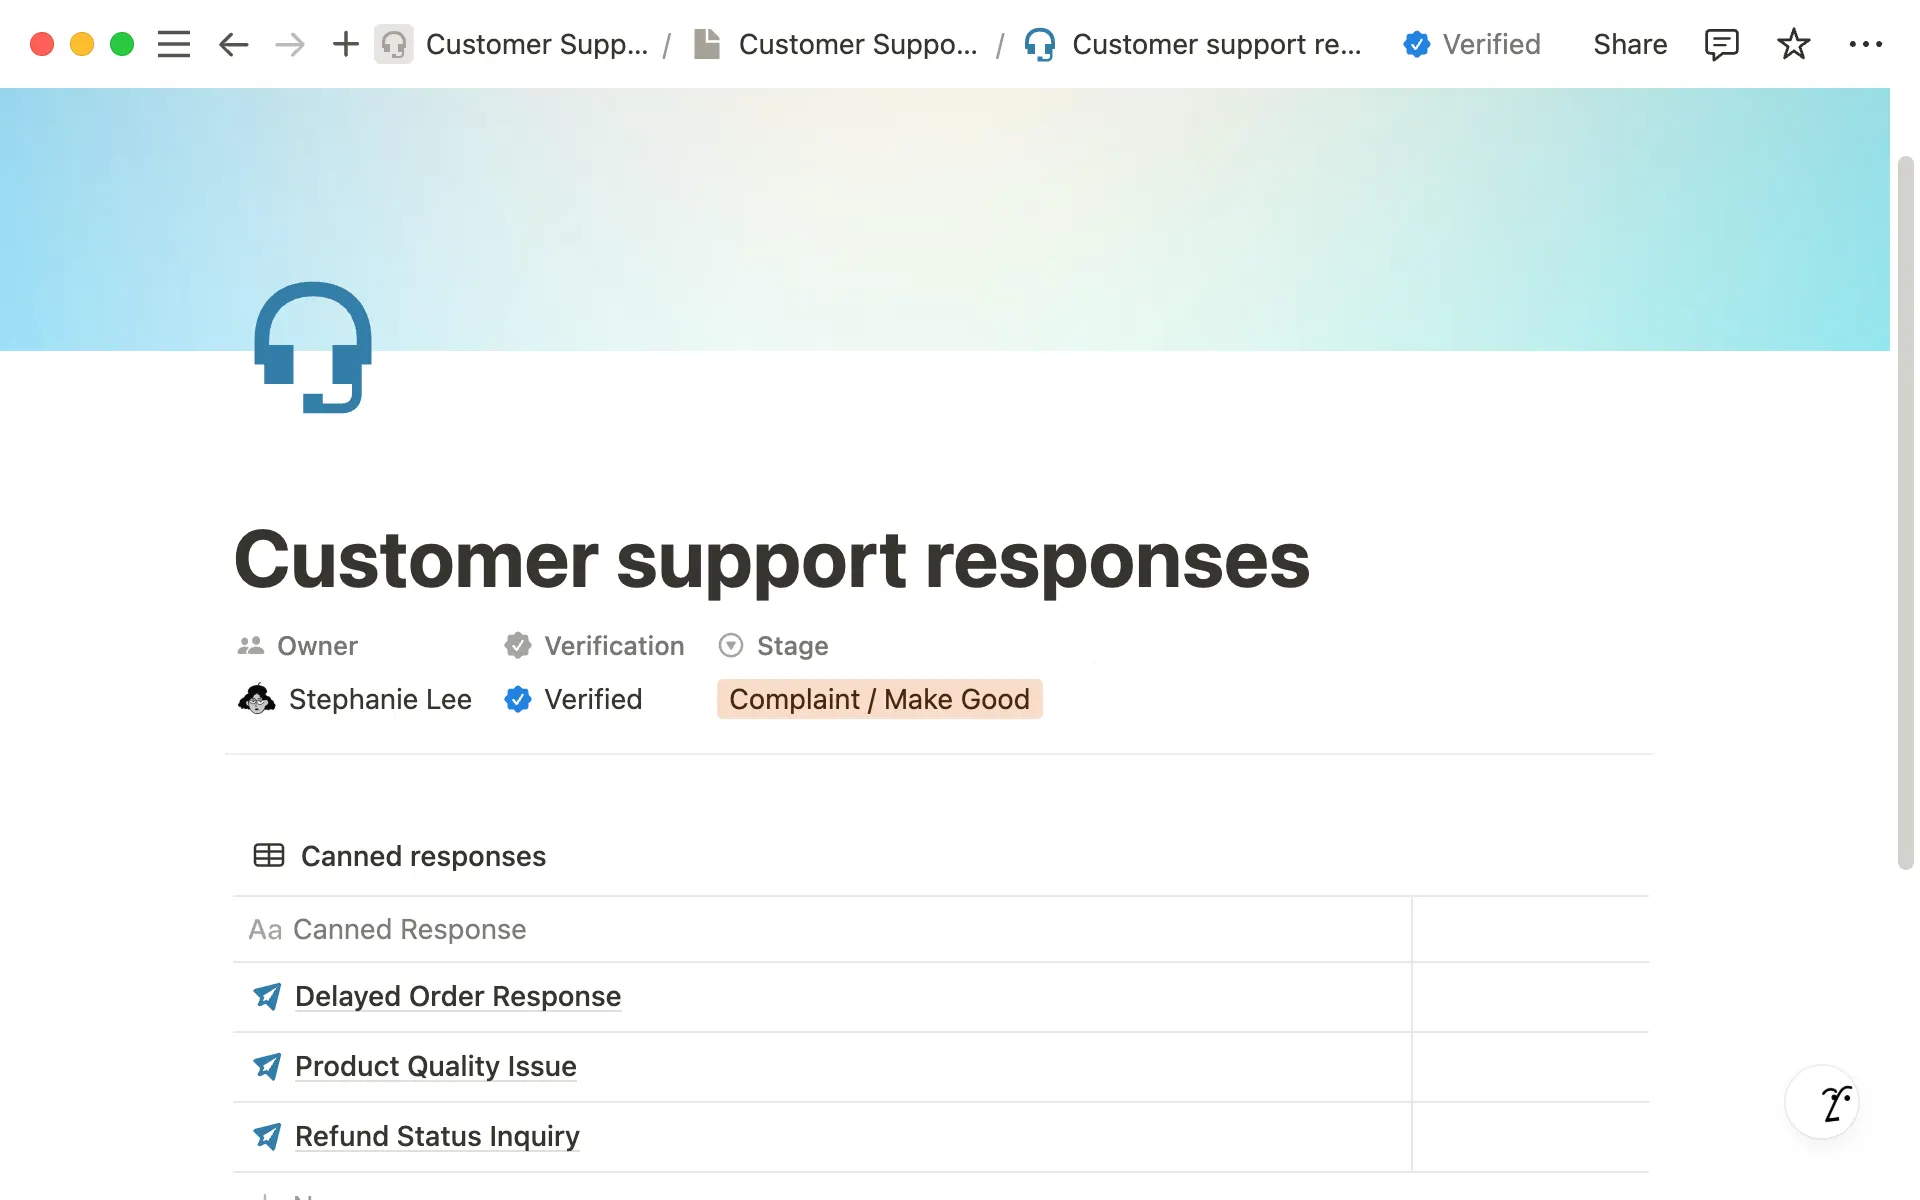 Customer Supp... / Customer Suppo... / Customer support re... Verified Share
Customer support responses
Owner Verification Stage
Stephanie Lee Verified Complaint / Make Good
Canned responses
Aa Canned Response
Delayed Order Response
Product Quality Issue
Refund Status Inquiry